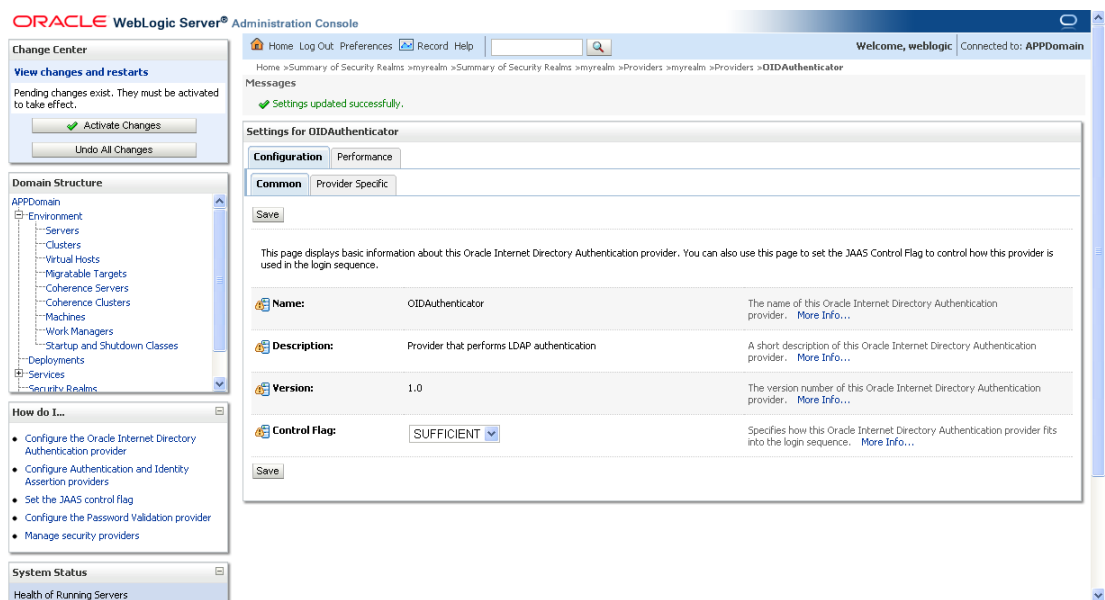 ORACLE WebLogic Server® Administration Console
Change Center
View changes and restarts
Pending changes exist. They must be activated
to take effect.
Activate Changes
Undo All Changes
Domain Structure
APPDomain
Environment
Servers
Clusters
Virtual Hosts
Migratable Targets
Coherence Servers
Coherence Clusters
Machines
Work Managers
Startup and Shutdown Classes
Deployments
Services
Security Realms
How do I...
Configure the Oracle Internet Directory
Authentication provider
Configure Authentication and Identity
Assertion providers
Set the JAAS control flag
Configure the Password Validation provider
Manage security providers
System Status
Health of Running Servers
Home Log Out Preferences Record Help
Welcome, weblogic Connected to: APPDomain
Home >Summary of Security Realms >myrealm >Summary of Security Realms >myrealm >Providers >myrealm >Providers >OIDAuthenticator
Messages
Settings updated successfully.
Settings for OIDAuthenticator
Configuration Performance
Common Provider Specific
Save
This page displays basic information about this Oracle Internet Directory Authentication provider. You can also use this page to set the JAAS Control Flag to control how this provider is
used in the login sequence.
Name: OIDAuthenticator The name of this Oracle Internet Directory Authentication
provider. More Info...
Description: Provider that performs LDAP authentication A short description of this Oracle Internet Directory Authentication
provider. More Info...
Version: 1.0 The version number of this Oracle Internet Directory Authentication
provider. More Info...
Control Flag: SUFFICIENT Specifies how this Oracle Internet Directory Authentication provider fits
into the login sequence. More Info...
Save